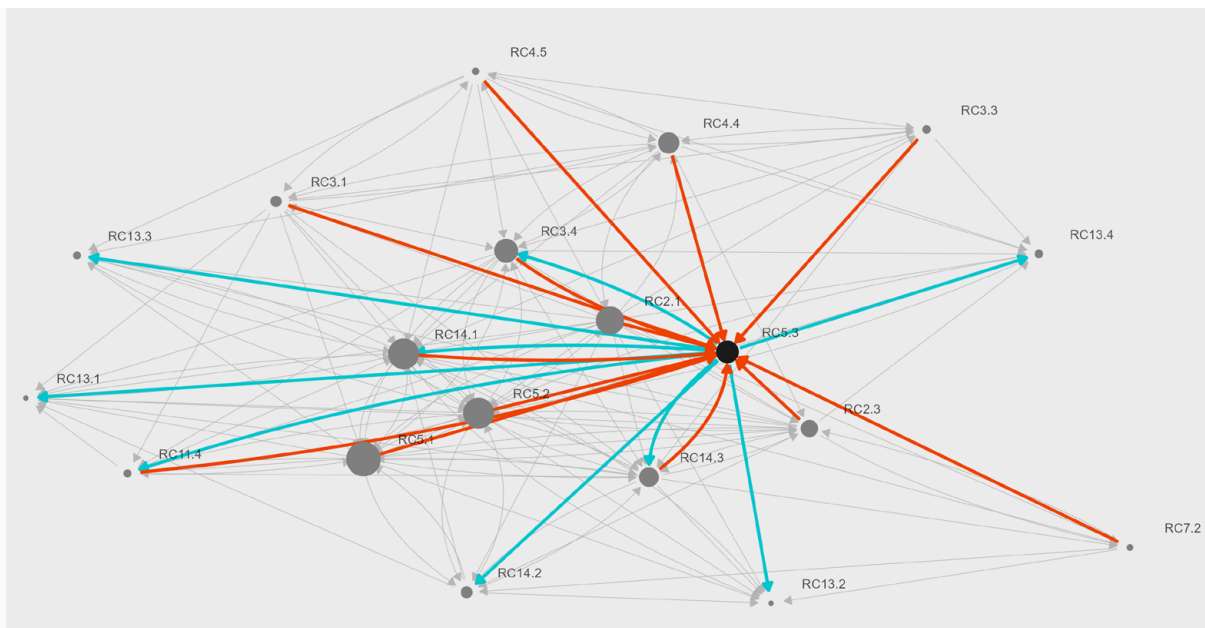 RC4.5
RC3.3
RC4.4
RC3.1
RC13.3
RC3.4
RC13.4
RC2.1
RC5.3
RC14.1
RC13.1
RC5.2
RC2.3
RC5.1
RC11.4
RC14.3
RC7.2
RC14.2
RC13.2